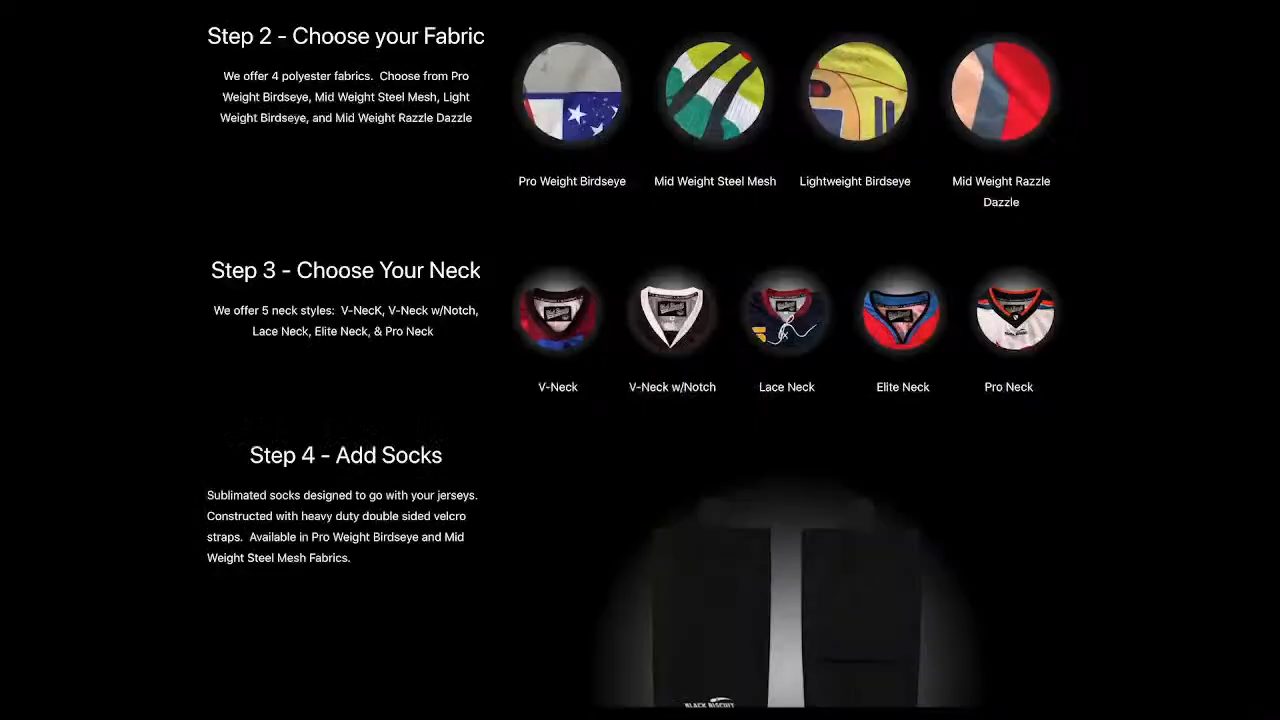 Step 2 - Choose your Fabric
We offer 4 polyester fabrics. Choose from Pro
Weight Birdseye, Mid Weight Steel Mesh, Light
Weight Birdseye, and Mid Weight Razzle Dazzle
Pro Weight Birdseye
Mid Weight Steel Mesh
Lightweight Birdseye
Mid Weight Razzle
Dazzle
Step 3 - Choose Your Neck
We offer 5 neck styles: V-NecK, V-Neck w/Notch,
Lace Neck, Elite Neck, & Pro Neck
V-Neck
V-Neck w/Notch
Lace Neck
Elite Neck
Pro Neck
Step 4 - Add Socks
Sublimated socks designed to go with your jerseys.
Constructed with heavy duty double sided velcro
straps. Available in Pro Weight Birdseye and Mid
Weight Steel Mesh Fabrics.
BLACK BISCUIT